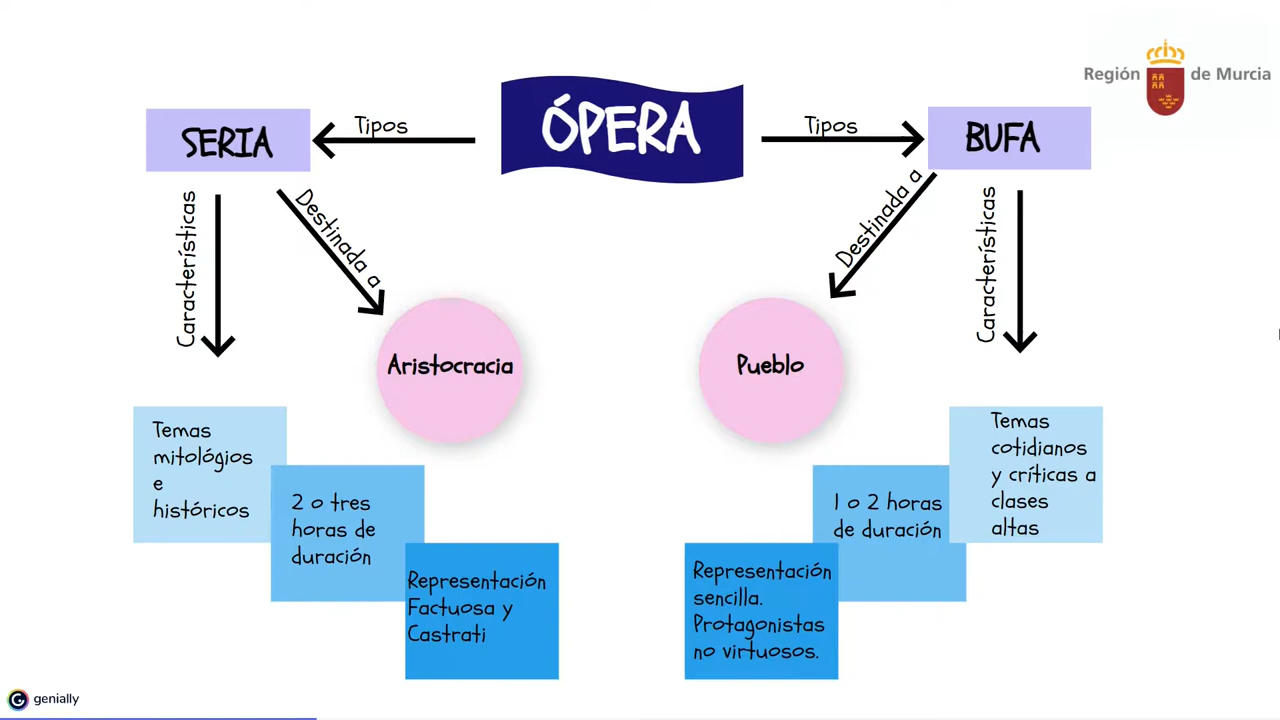 Región de Murcia
ÓPERA
SERIA
Tipos
Tipos
BUFA
Características
Destinada a
Destinada a
Características
Aristocracia
Pueblo
Temas
mitológios
e
históricos
2 o tres
horas de
duración
Representación
Factuosa y
Castrati
Temas
cotidianos
y críticas a
clases
altas
1 o 2 horas
de duración
Representación
sencilla.
Protagonistas
no virtuosos.
genially